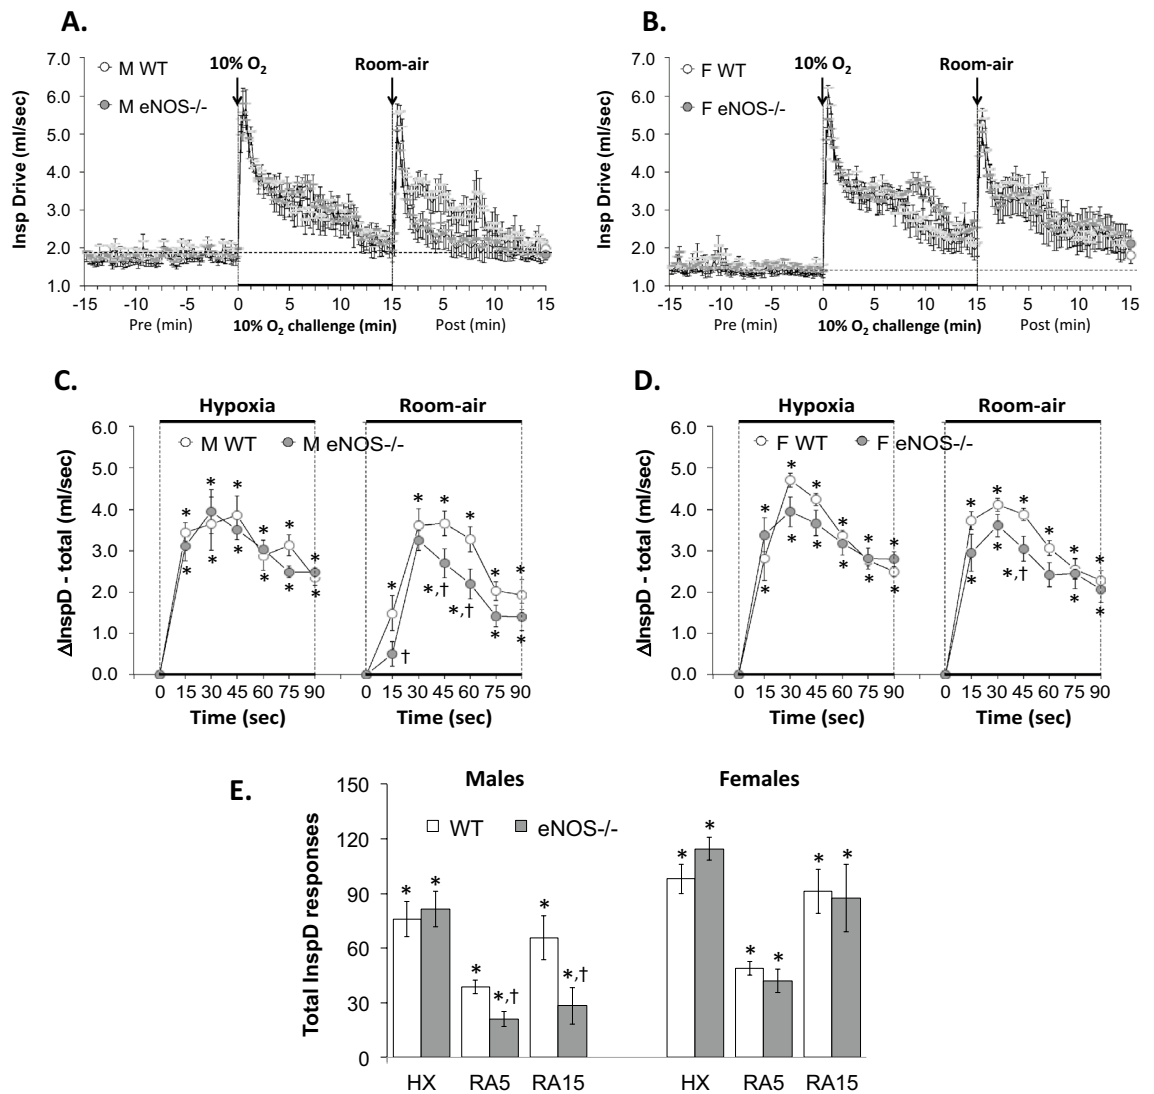 A.
B.
7.0
6.0
5.0
4.0
3.0
2.0
1.0
Insp Drive (ml/sec)
M WT
M eNOS-/-
10% O2
Room-air
-15 -10 -5 0 5 10 15 5 10 15
Pre (min) 10% O2 challenge (min) Post (min)
7.0
6.0
5.0
4.0
3.0
2.0
1.0
Insp Drive (ml/sec)
F WT
F eNOS-/-
10% O2
Room-air
-15 -10 -5 0 5 10 15 5 10 15
Pre (min) 10% O2 challenge (min) Post (min)
C.
Hypoxia Room-air
6.0
5.0
4.0
3.0
2.0
1.0
0.0
ΔInspD - total (ml/sec)
M WT M eNOS-/-
* * * * * *
* * * * * *
* * * * * *
*,† *,† * *
†
0 15 30 45 60 75 90 0 15 30 45 60 75 90
Time (sec) Time (sec)
D.
Hypoxia Room-air
6.0
5.0
4.0
3.0
2.0
1.0
0.0
ΔInspD - total (ml/sec)
F WT F eNOS-/-
* * * * *
* * * * * *
* * * * * *
* * *,† * *
0 15 30 45 60 75 90 0 15 30 45 60 75 90
Time (sec) Time (sec)
E.
Males Females
150
120
90
60
30
0
Total InspD responses
WT eNOS-/-
* * * *,† * *,†
* * * * * *
HX RA5 RA15 HX RA5 RA15